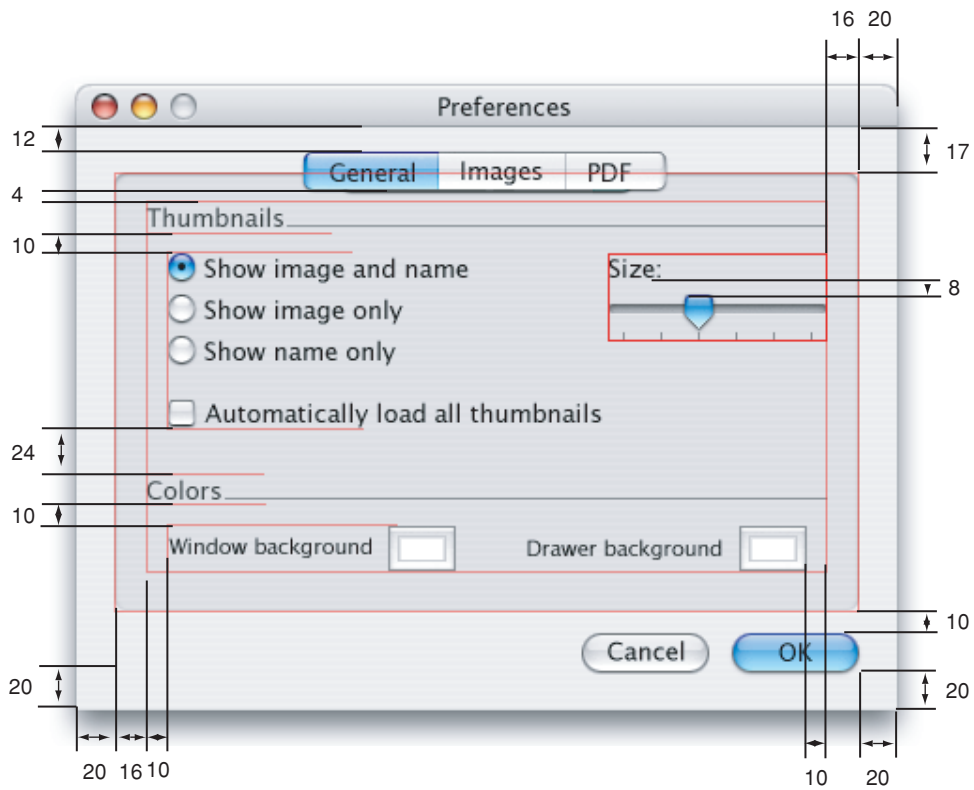 16 20
Preferences
12
17
General Images PDF
4
Thumbnails
10
Show image and name
Size:
8
Show image only
Show name only
Automatically load all thumbnails
24
Colors
10
Window background
Drawer background
10
Cancel OK
20
20
20 16 10
10 20